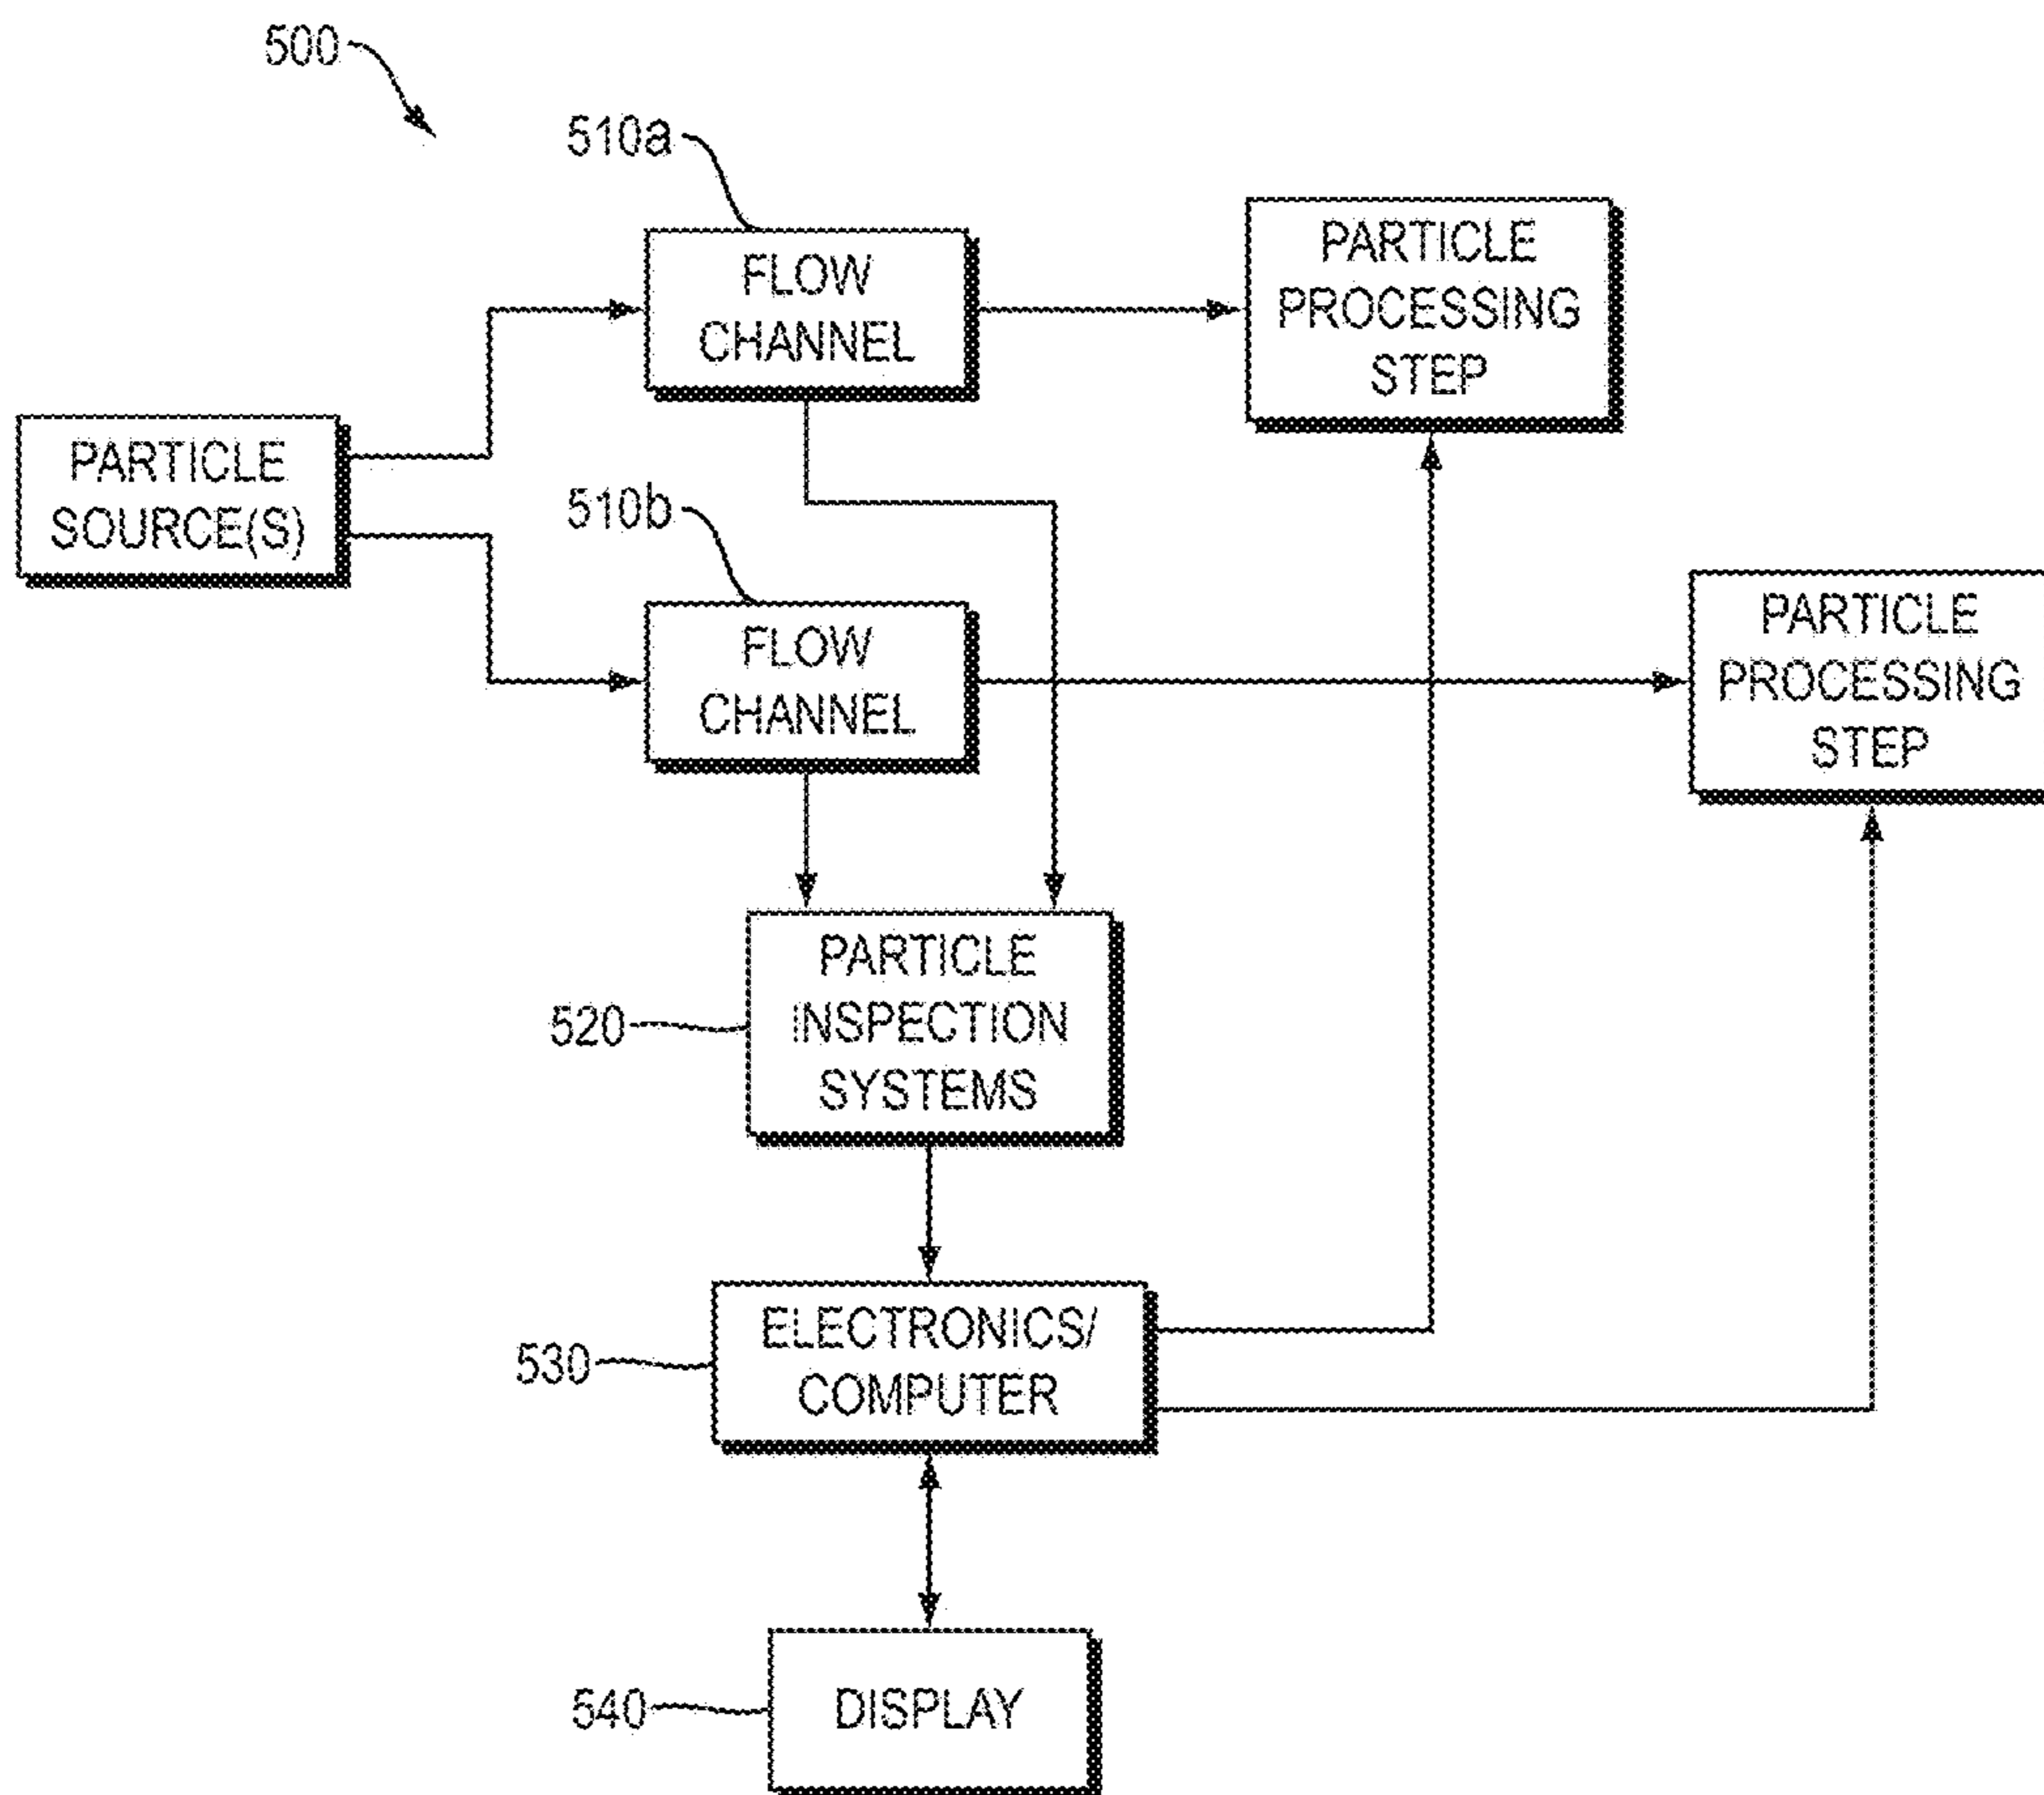 500
510a
FLOW
CHANNEL
PARTICLE
PROCESSING
STEP
PARTICLE
SOURCE(S)
510b
FLOW
CHANNEL
PARTICLE
PROCESSING
STEP
520
PARTICLE
INSPECTION
SYSTEMS
530
ELECTRONICS/
COMPUTER
540
DISPLAY